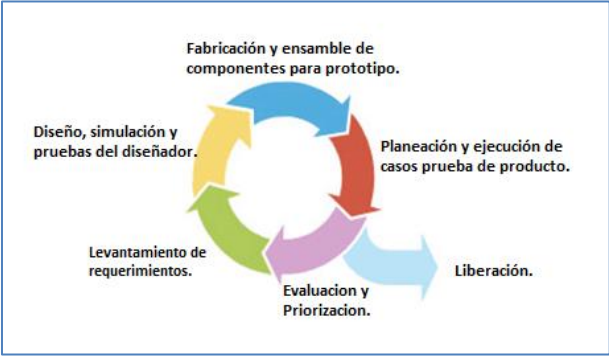 Fabricación y ensamble de
componentes para prototipo.
Diseño, simulación y
pruebas del diseñador.
Planeación y ejecución de
casos prueba de producto.
Levantamiento de
requerimientos.
Evaluacion y
Priorizacion.
Liberación.